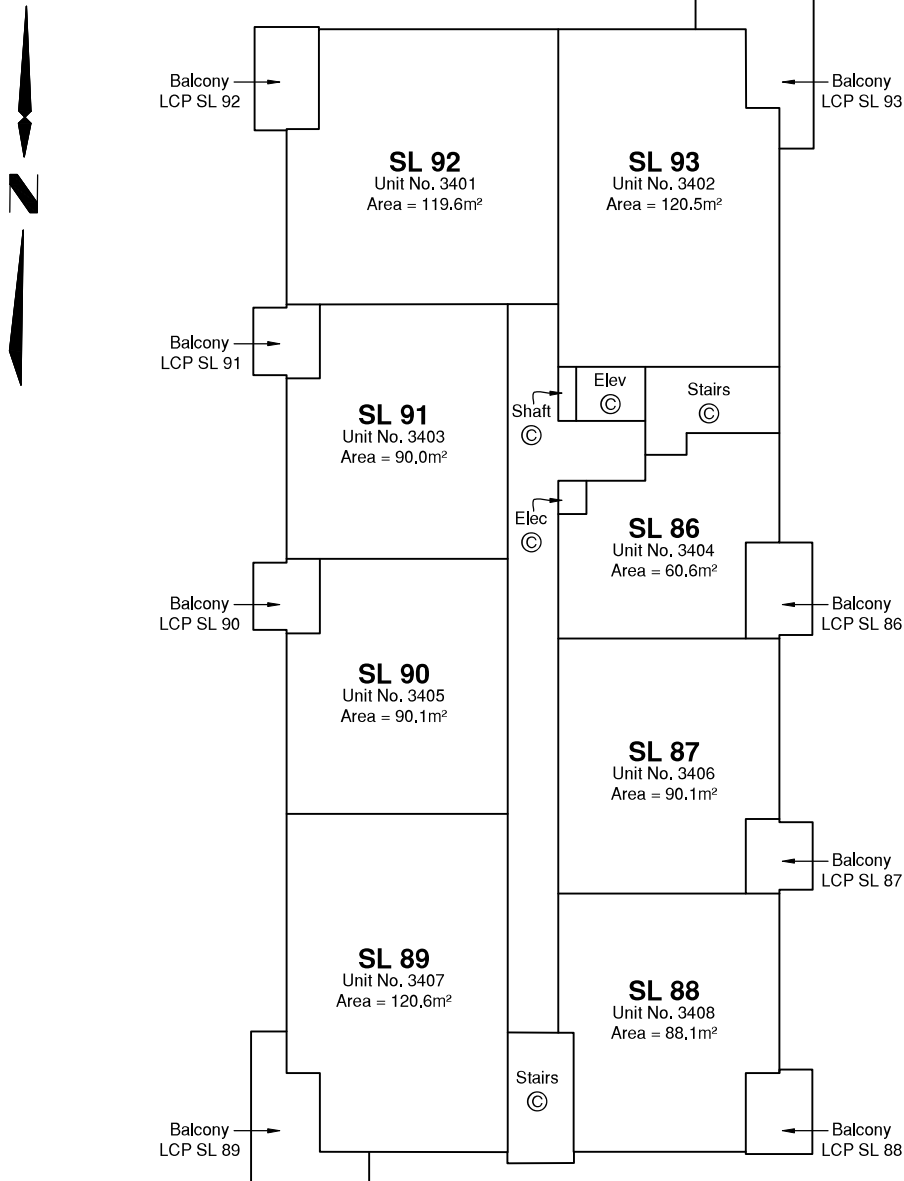 Balcony
LCP SL 92
SL 92
Unit No. 3401
Area = 119.6m²
SL 93
Unit No. 3402
Area = 120.5m²
Balcony
LCP SL 93
N
Balcony
LCP SL 91
SL 91
Unit No. 3403
Area = 90.0m²
Shaft
©
Elev
©
Stairs
©
Elec
©
SL 86
Unit No. 3404
Area = 60.6m²
Balcony
LCP SL 86
Balcony
LCP SL 90
SL 90
Unit No. 3405
Area = 90.1m²
SL 87
Unit No. 3406
Area = 90.1m²
Balcony
LCP SL 87
SL 89
Unit No. 3407
Area = 120.6m²
SL 88
Unit No. 3408
Area = 88.1m²
Stairs
©
Balcony
LCP SL 89
Balcony
LCP SL 88